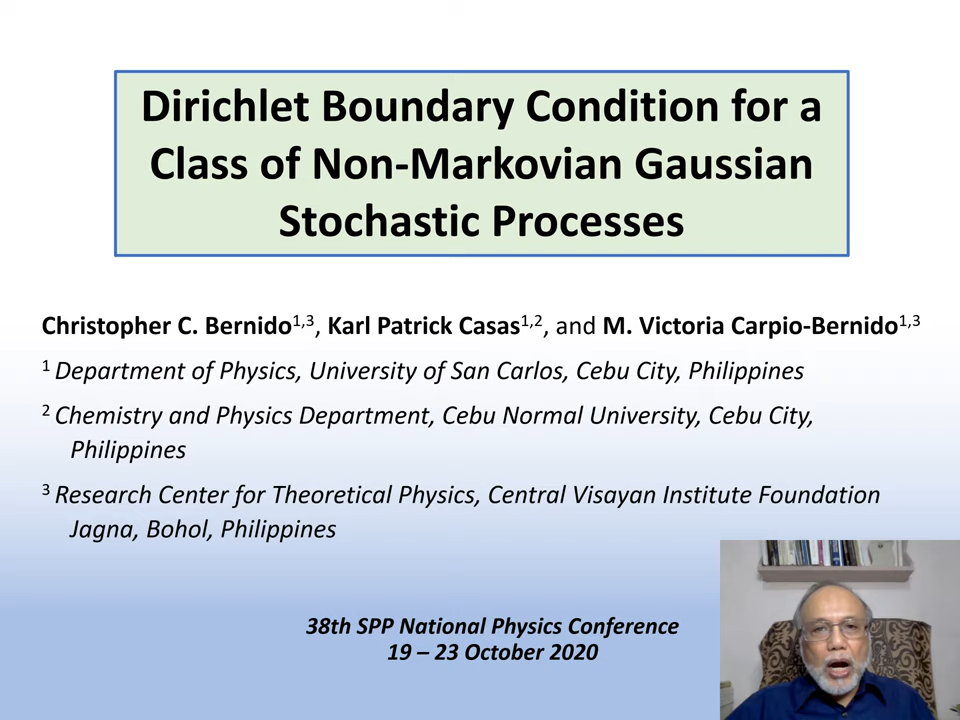 Dirichlet Boundary Condition for a
Class of Non-Markovian Gaussian
Stochastic Processes
Christopher C. Bernido1,3, Karl Patrick Casas1,2, and M. Victoria Carpio-Bernido1,3
1 Department of Physics, University of San Carlos, Cebu City, Philippines
2 Chemistry and Physics Department, Cebu Normal University, Cebu City,
Philippines
3 Research Center for Theoretical Physics, Central Visayan Institute Foundation
Jagna, Bohol, Philippines
38th SPP National Physics Conference
19 – 23 October 2020